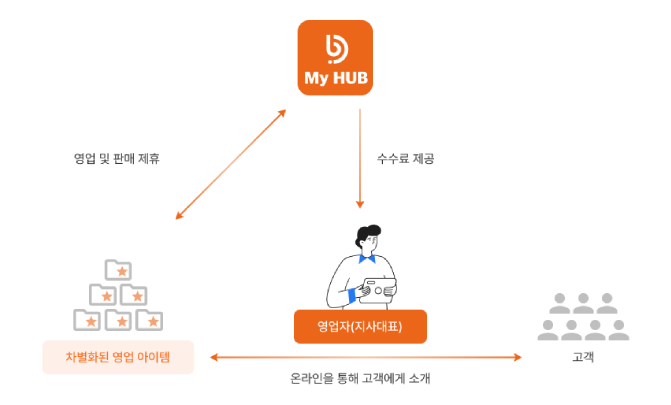 My HUB
영업 및 판매 제휴
수수료 제공
영업자(지사대표)
차별화된 영업 아이템
고객
온라인을 통해 고객에게 소개